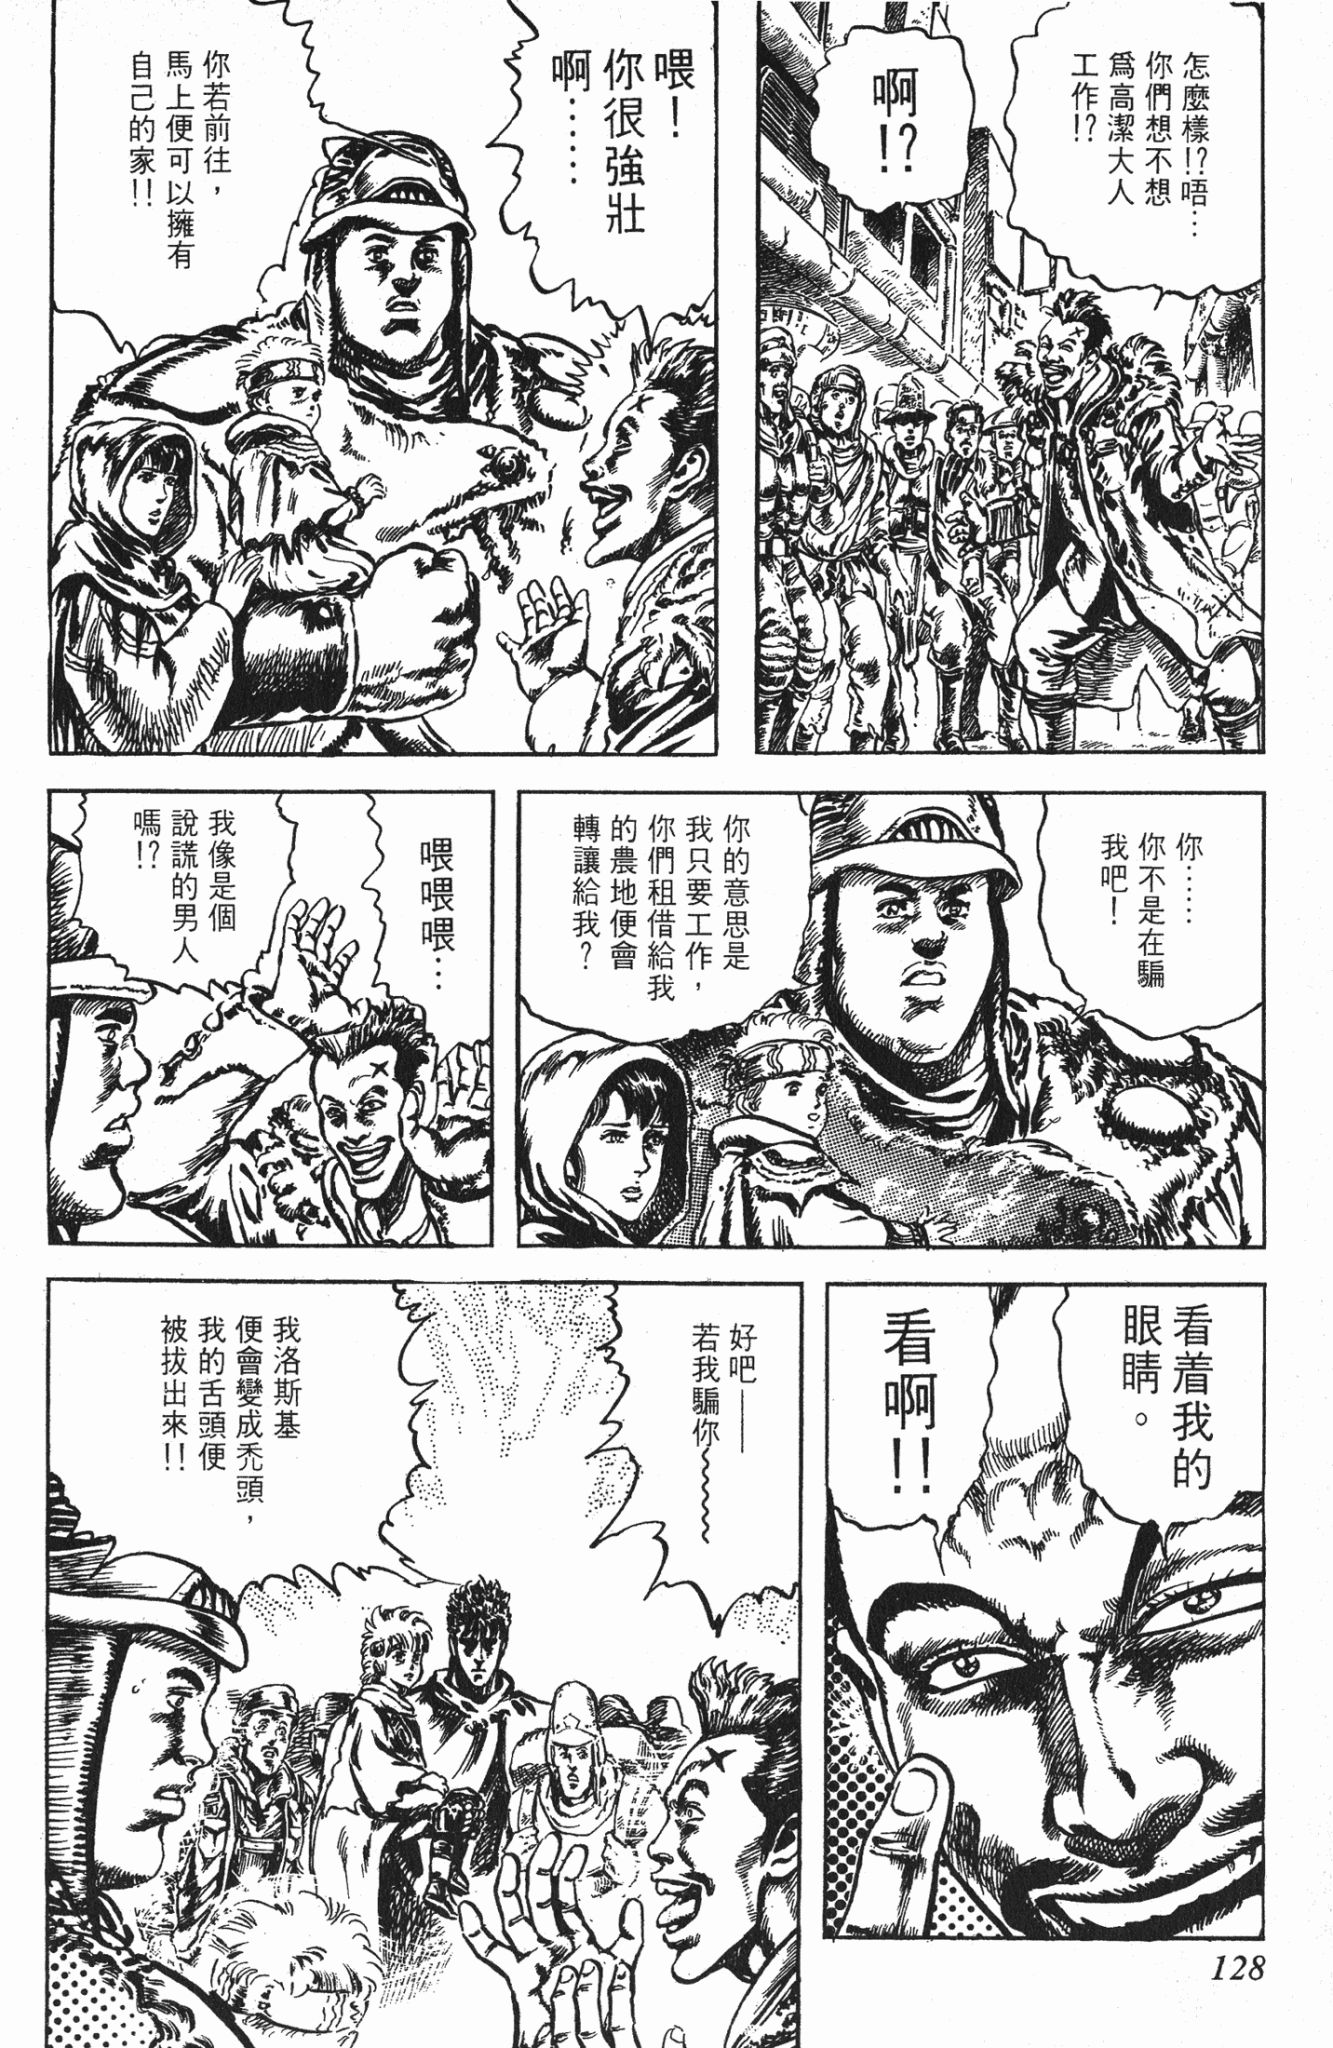 怎麼樣!?唔…
你們想不想
爲高潔大人
工作!?
啊!?
喂！
你很強壯
啊……
你若前往，
馬上便可以擁有
自己的家!!
你……
你不是在騙
我吧！
你的意思是
我只要工作，
你們租借給我
的農地便會
轉讓給我？
喂喂喂…
我像是個
說謊的男人
嗎!?
看着我的
眼睛。
看啊!!
好吧——
若我騙你～～～
我洛斯基
便會變成禿頭，
我的舌頭便
被拔出來!!
128